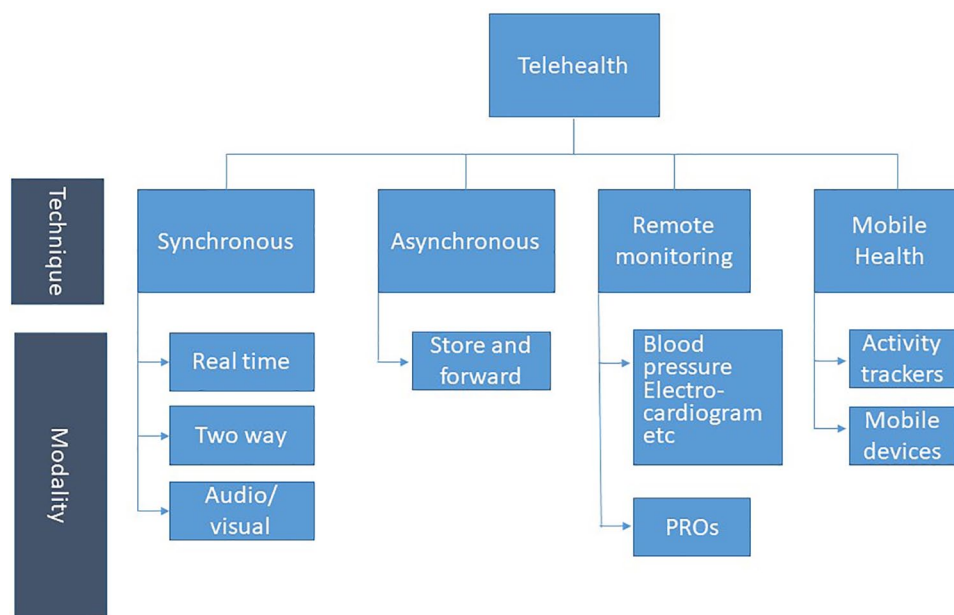 Telehealth
Technique
Synchronous
Asynchronous
Remote
monitoring
Mobile
Health
Modality
Real time
Two way
Audio/
visual
Store and
forward
Blood
pressure
Electro-
cardiogram
etc
PROs
Activity
trackers
Mobile
devices